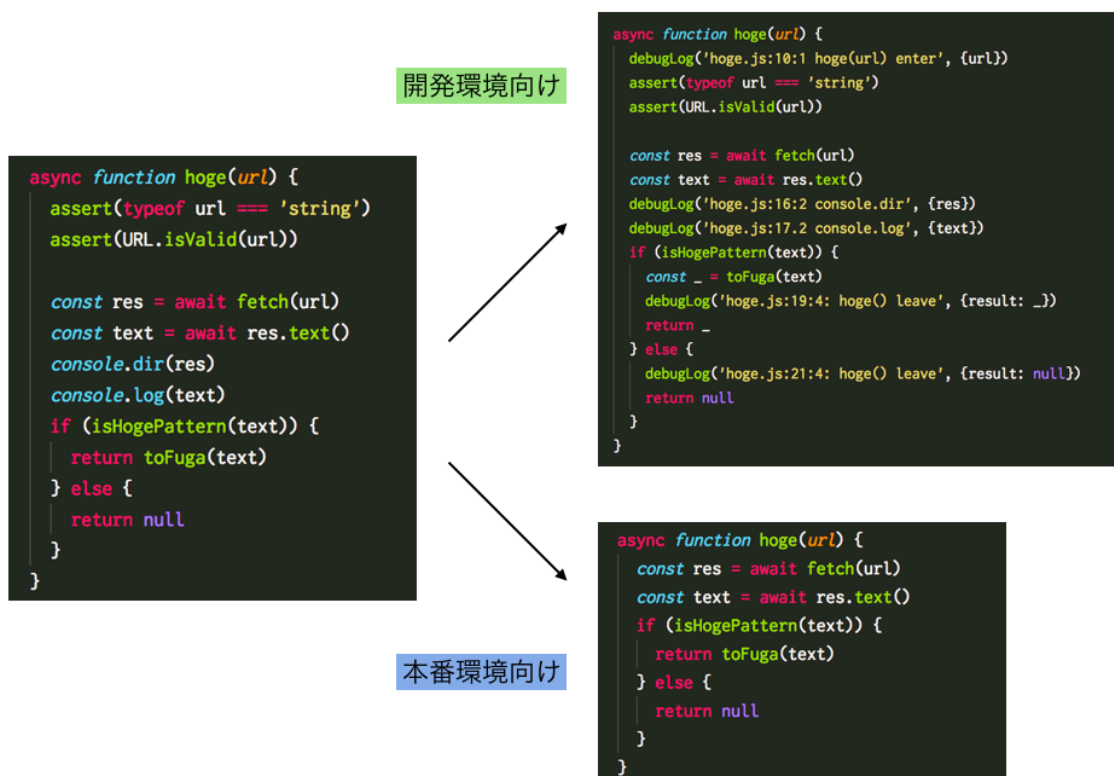 async function hoge(url) {
  assert(typeof url === 'string')
  assert(URL.isValid(url))

  const res = await fetch(url)
  const text = await res.text()
  console.dir(res)
  console.log(text)
  if (isHogePattern(text)) {
    return toFuga(text)
  } else {
    return null
  }
}
開発環境向け
async function hoge(url) {
  debugLog('hoge.js:10:1 hoge(url) enter', {url})
  assert(typeof url === 'string')
  assert(URL.isValid(url))

  const res = await fetch(url)
  const text = await res.text()
  debugLog('hoge.js:16:2 console.dir', {res})
  debugLog('hoge.js:17.2 console.log', {text})
  if (isHogePattern(text)) {
    const _ = toFuga(text)
    debugLog('hoge.js:19:4: hoge() leave', {result: _})
    return _
  } else {
    debugLog('hoge.js:21:4: hoge() leave', {result: null})
    return null
  }
}
本番環境向け
async function hoge(url) {
  const res = await fetch(url)
  const text = await res.text()
  if (isHogePattern(text)) {
    return toFuga(text)
  } else {
    return null
  }
}